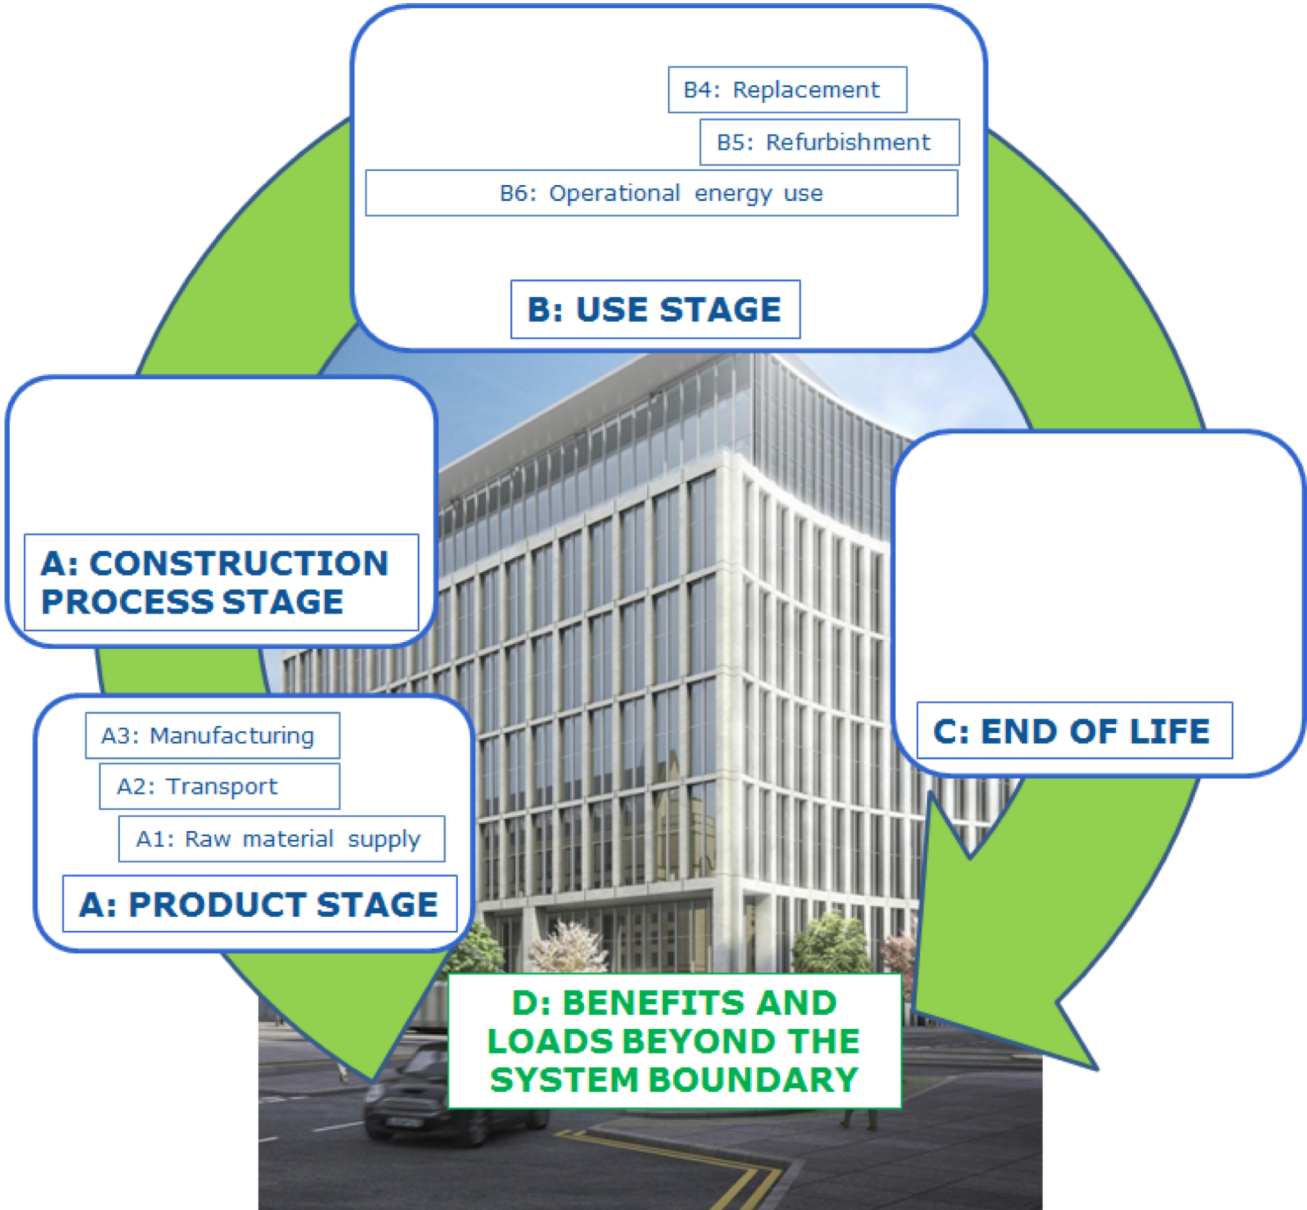 B4: Replacement
B5: Refurbishment
B6: Operational energy use
B: USE STAGE
A: CONSTRUCTION
PROCESS STAGE
C: END OF LIFE
A3: Manufacturing
A2: Transport
A1: Raw material supply
A: PRODUCT STAGE
D: BENEFITS AND
LOADS BEYOND THE
SYSTEM BOUNDARY